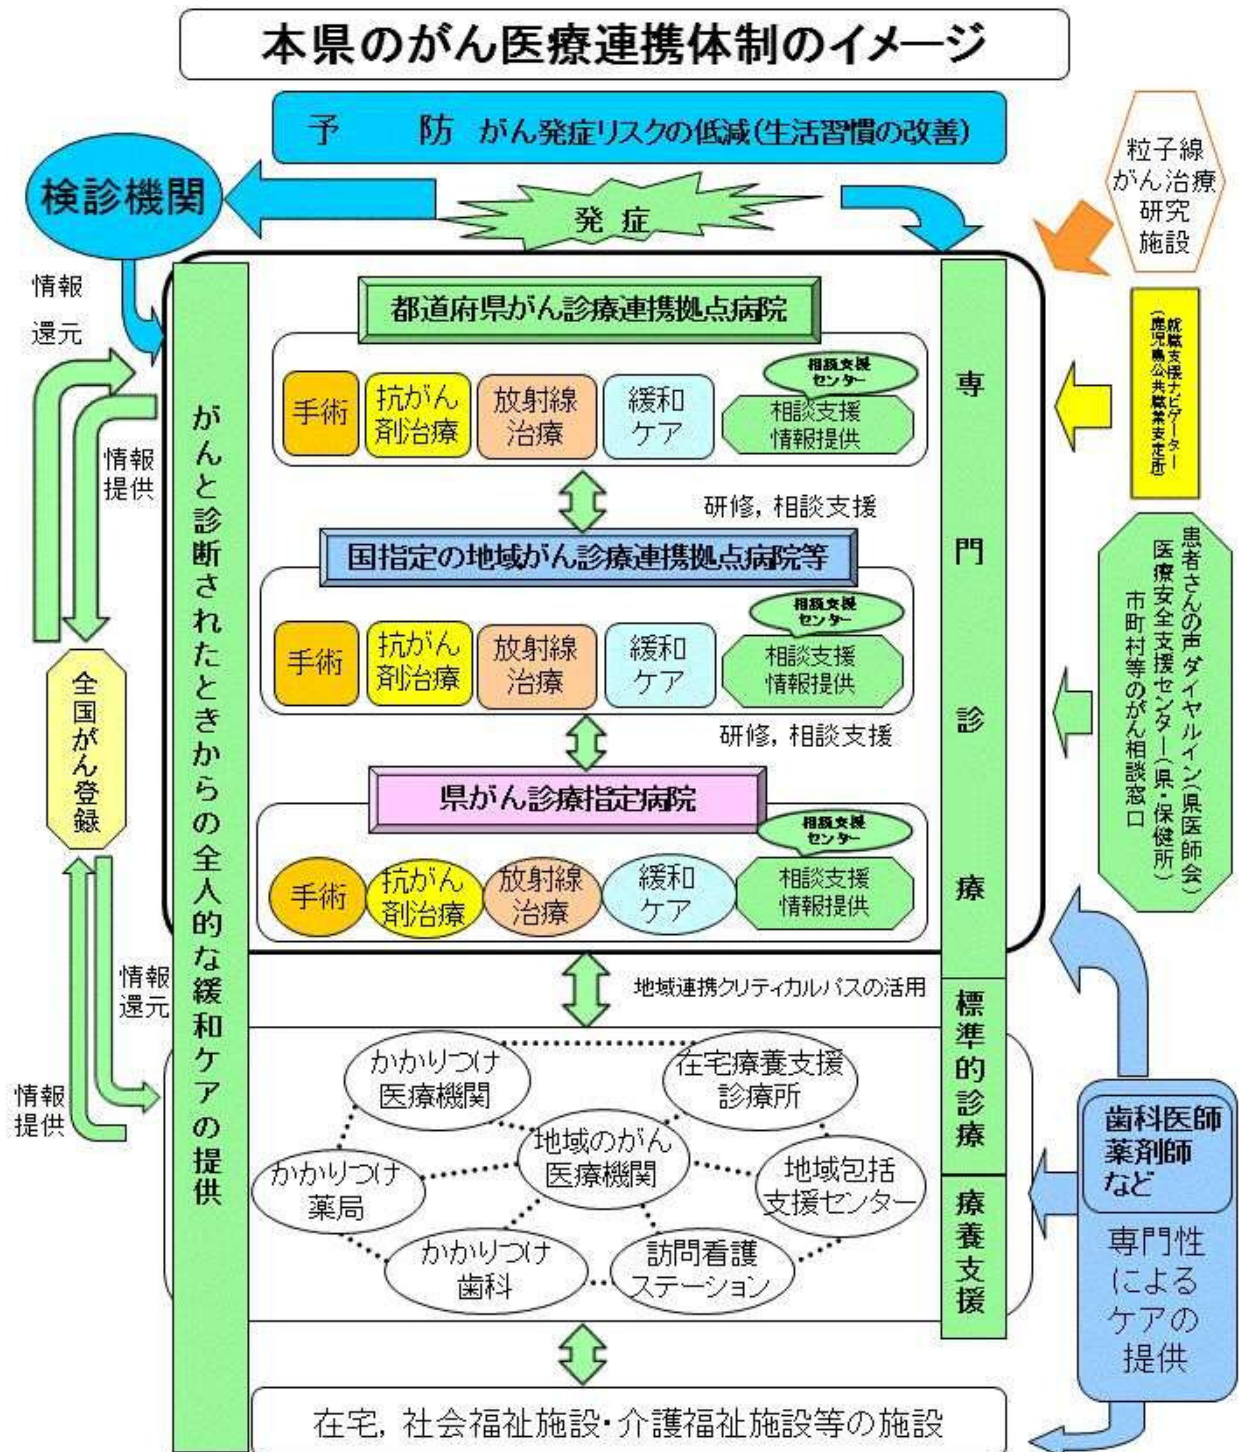 本県のがん医療連携体制のイメージ
予 防 がん発症リスクの低減(生活習慣の改善)
検診機関
発 症
粒子線
がん治療
研究
施設
情報
還元
都道府県がん診療連携拠点病院
相談支援
センター
手術
抗がん
剤治療
放射線
治療
緩和
ケア
相談支援
情報提供
就職支援ナビゲーター
(鹿児島公共職業安定所)
情報
提供
研修, 相談支援
国指定の地域がん診療連携拠点病院等
相談支援
センター
手術
抗がん
剤治療
放射線
治療
緩和
ケア
相談支援
情報提供
研修, 相談支援
患者さんの声ダイヤルイン(県医師会)
医療安全支援センター(県・保健所)
市町村等のがん相談窓口
全国がん登録
県がん診療指定病院
相談支援
センター
手術
抗がん
剤治療
放射線
治療
緩和
ケア
相談支援
情報提供
がんと診断されたときからの全人的な緩和ケアの提供
専門診療
標準的診療
療養支援
地域連携クリティカルパスの活用
情報
還元
情報
提供
かかりつけ
医療機関
在宅療養支援
診療所
地域のがん
医療機関
かかりつけ
薬局
地域包括
支援センター
かかりつけ
歯科
訪問看護
ステーション
歯科医師
薬剤師
など
専門性
による
ケアの
提供
在宅, 社会福祉施設・介護福祉施設等の施設